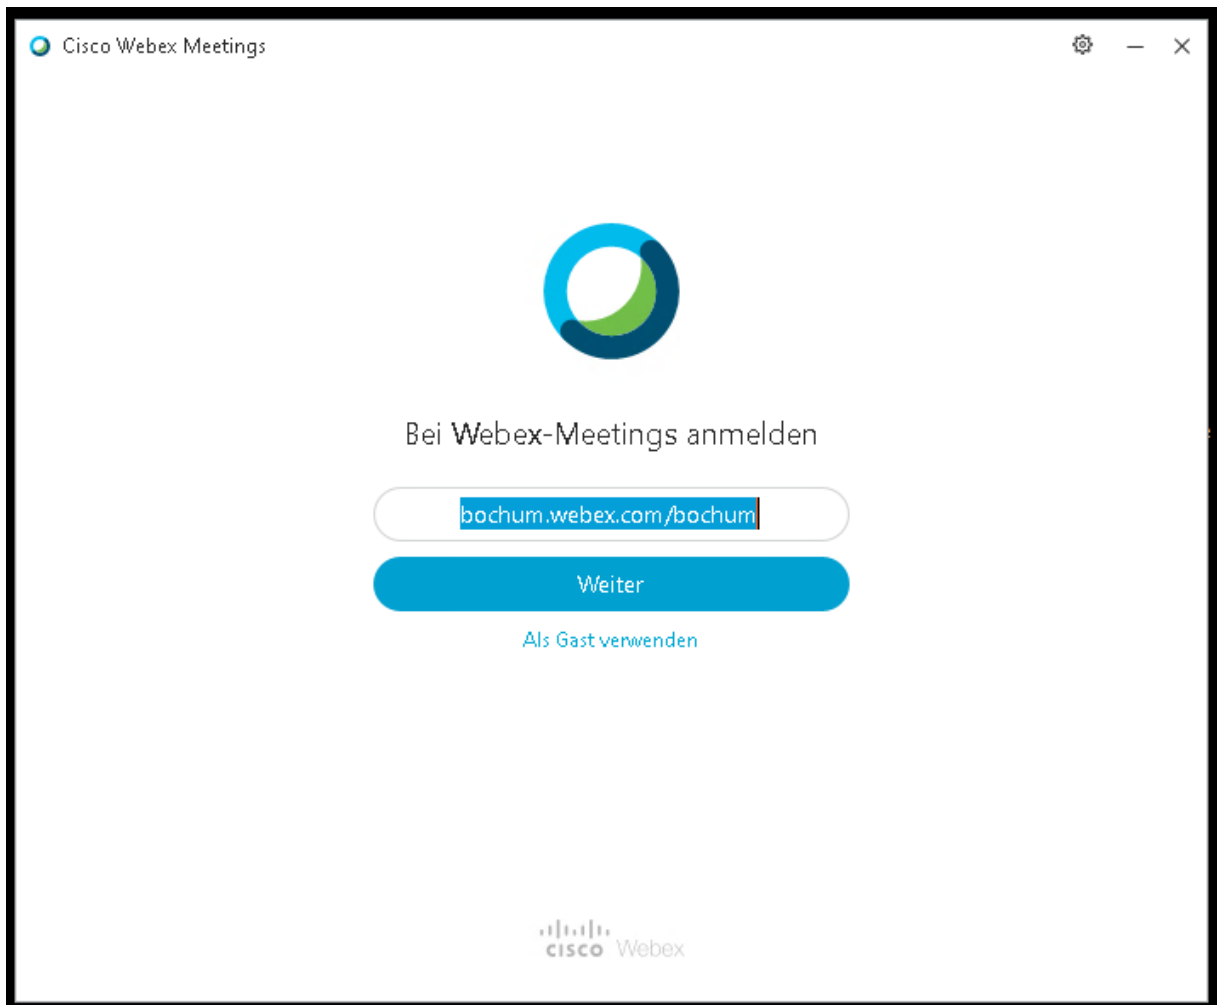 Cisco Webex Meetings
Bei Webex-Meetings anmelden
bochum.webex.com/bochum
Weiter
Als Gast verwenden
cisco Webex